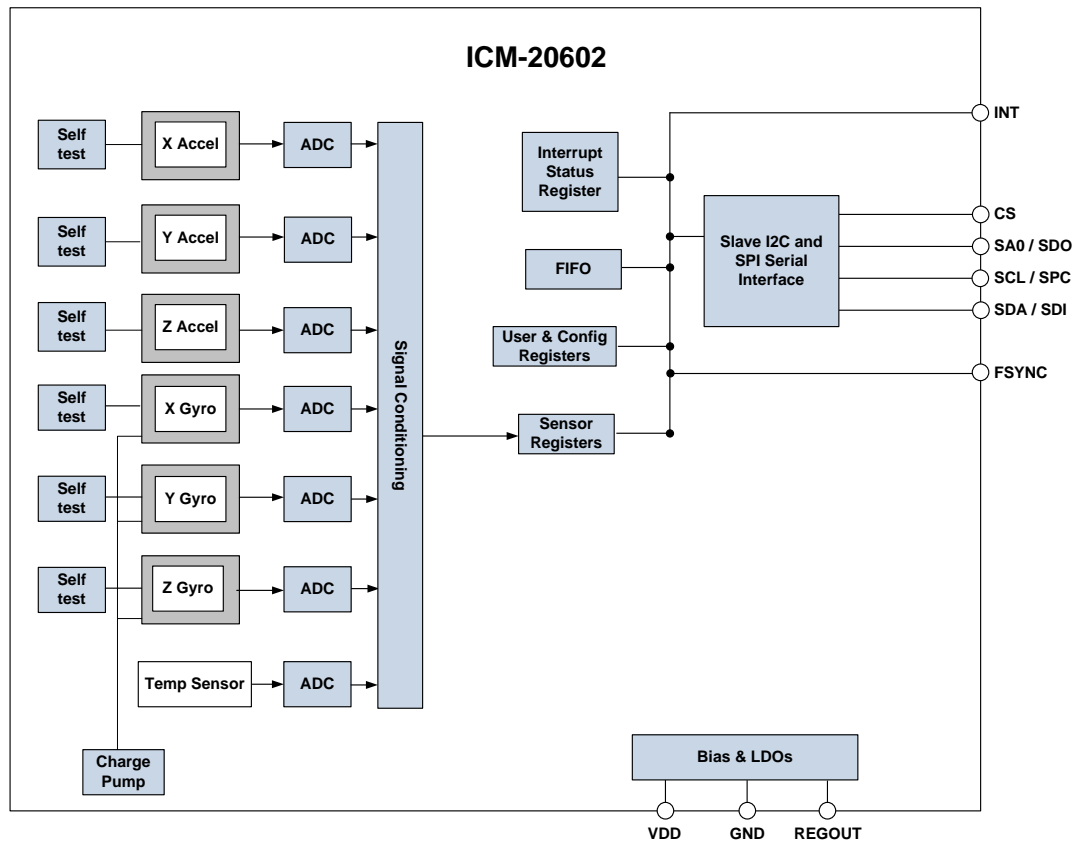 ICM-20602
Self
test
X Accel
ADC
Self
test
Y Accel
ADC
Self
test
Z Accel
ADC
Self
test
X Gyro
ADC
Self
test
Y Gyro
ADC
Self
test
Z Gyro
ADC
Temp Sensor
ADC
Charge
Pump
Signal Conditioning
Interrupt
Status
Register
FIFO
User & Config
Registers
Sensor
Registers
Slave I2C and
SPI Serial
Interface
INT
CS
SA0 / SDO
SCL / SPC
SDA / SDI
FSYNC
Bias & LDOs
VDD
GND
REGOUT